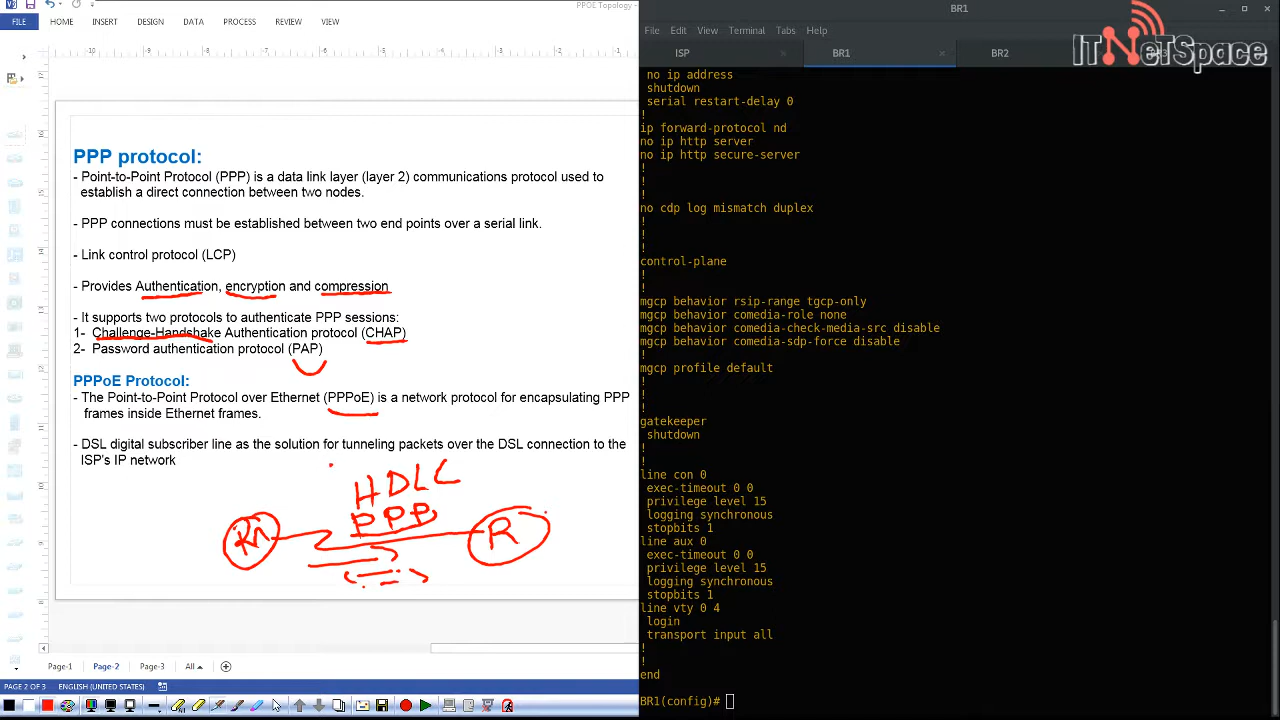 PPOE Topology -
FILE HOME INSERT DESIGN DATA PROCESS REVIEW VIEW
PPP protocol:
- Point-to-Point Protocol (PPP) is a data link layer (layer 2) communications protocol used to
establish a direct connection between two nodes.
- PPP connections must be established between two end points over a serial link.
- Link control protocol (LCP)
- Provides Authentication, encryption and compression
- It supports two protocols to authenticate PPP sessions:
1- Challenge-Handshake Authentication protocol (CHAP)
2- Password authentication protocol (PAP)
PPPoE Protocol:
- The Point-to-Point Protocol over Ethernet (PPPoE) is a network protocol for encapsulating PPP
frames inside Ethernet frames.
- DSL digital subscriber line as the solution for tunneling packets over the DSL connection to the
ISP's IP network
HDLC
PPP
R
Page-1 Page-2 Page-3 All
PAGE 2 OF 3 ENGLISH (UNITED STATES)
BR1
File Edit View Terminal Tabs Help
ISP BR1 BR2
ITNetSpace
no ip address
shutdown
serial restart-delay 0
!
ip forward-protocol nd
no ip http server
no ip http secure-server
!
!
!
no cdp log mismatch duplex
!
!
!
control-plane
!
!
mgcp behavior rsip-range tgcp-only
mgcp behavior comedia-role none
mgcp behavior comedia-check-media-src disable
mgcp behavior comedia-sdp-force disable
!
mgcp profile default
!
!
!
gatekeeper
shutdown
!
!
line con 0
exec-timeout 0 0
privilege level 15
logging synchronous
stopbits 1
line aux 0
exec-timeout 0 0
privilege level 15
logging synchronous
stopbits 1
line vty 0 4
login
transport input all
!
!
end
BR1(config)#